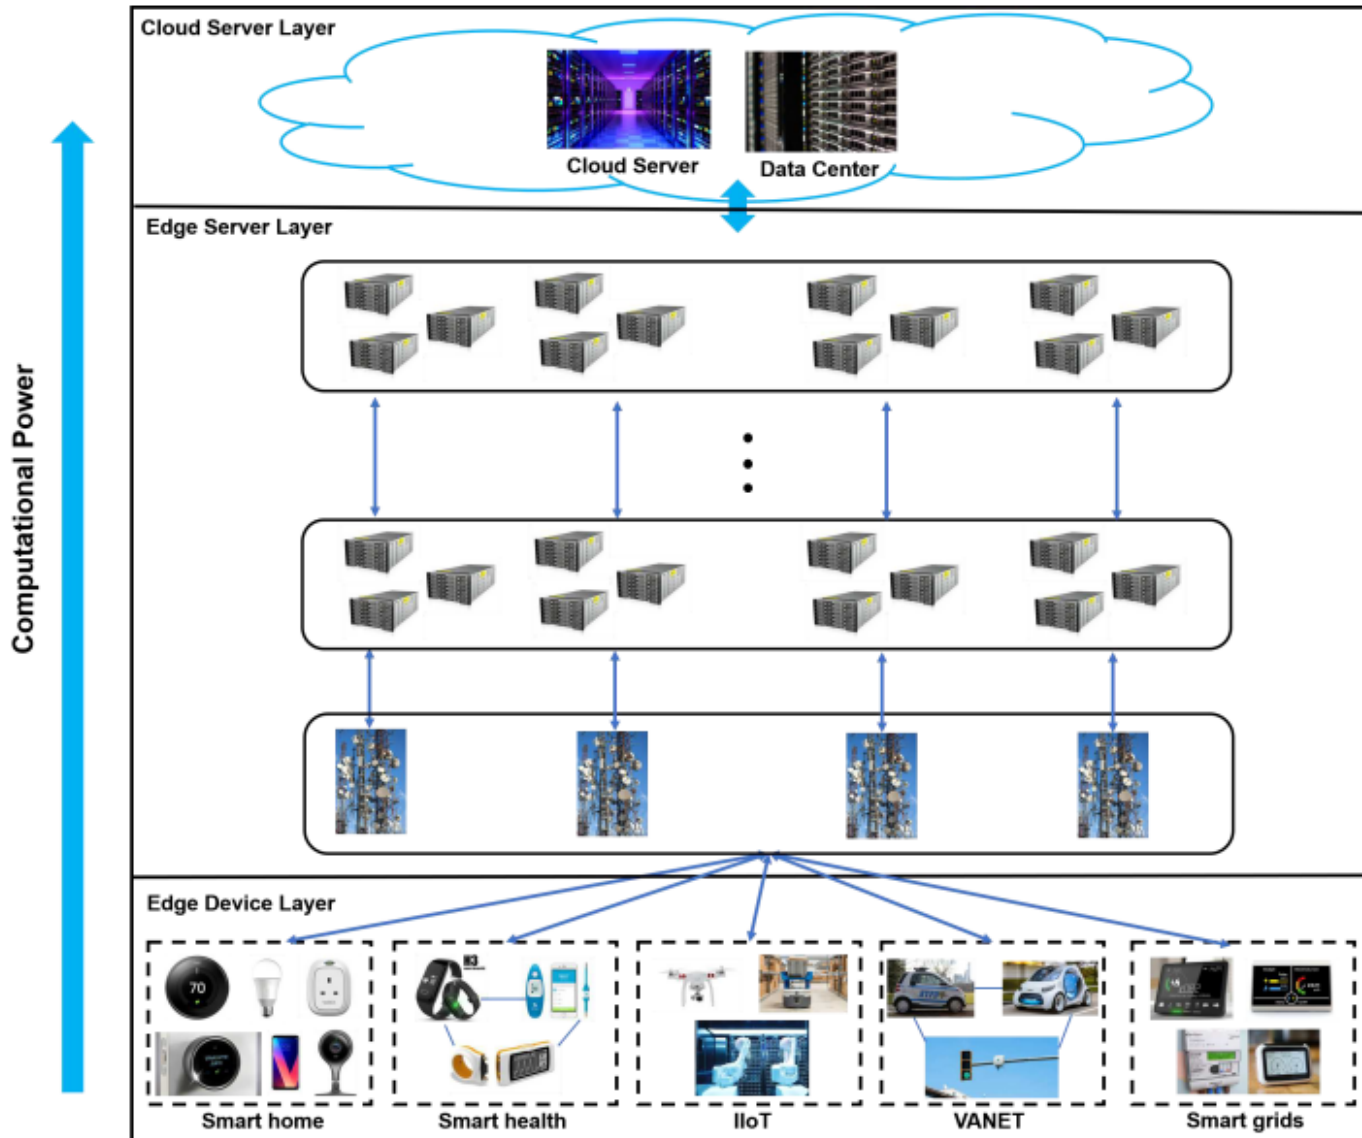 Cloud Server Layer
Cloud Server
Data Center
Edge Server Layer
Computational Power
Edge Device Layer
70
H3
Smart home
Smart health
IIoT
VANET
Smart grids